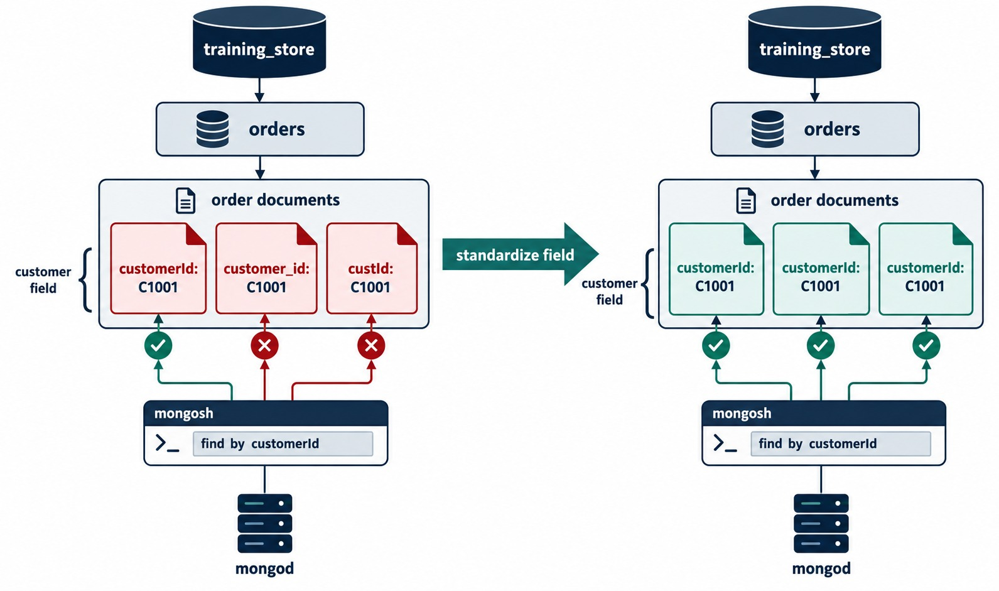 training_store
orders
order documents
customer
field
customerId:
C1001
customer_id:
C1001
custId:
C1001
mongosh
>_ find by customerId
mongod
standardize field
training_store
orders
order documents
customer
field
customerId:
C1001
customerId:
C1001
customerId:
C1001
mongosh
>_ find by customerId
mongod